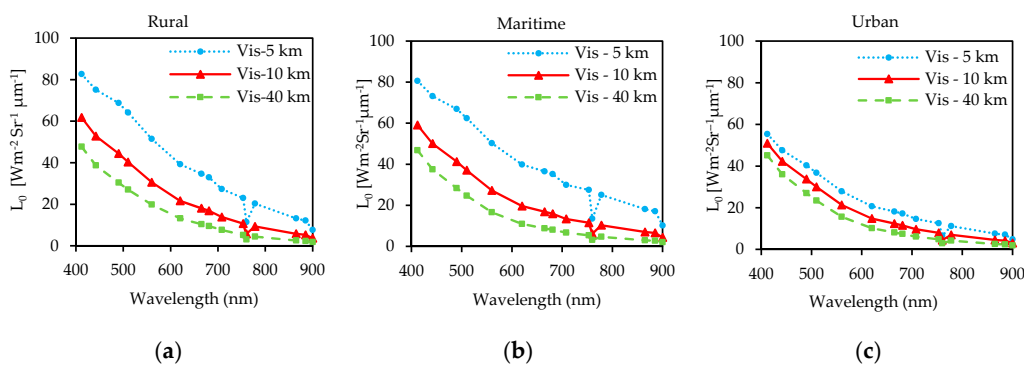 Rural
L₀ [Wm⁻² Sr⁻¹ µm⁻¹]
100
80
60
40
20
0
Vis-5 km
Vis-10 km
Vis-40 km
400 500 600 700 800 900
Wavelength (nm)
(a)
Maritime
L₀ [Wm⁻²Sr⁻¹µm⁻¹]
100
80
60
40
20
0
Vis - 5 km
Vis - 10 km
Vis - 40 km
400 500 600 700 800 900
Wavelength (nm)
(b)
Urban
L₀ [Wm⁻²Sr⁻¹µm⁻¹]
100
80
60
40
20
0
Vis - 5 km
Vis - 10 km
Vis - 40 km
400 500 600 700 800 900
Wavelength (nm)
(c)